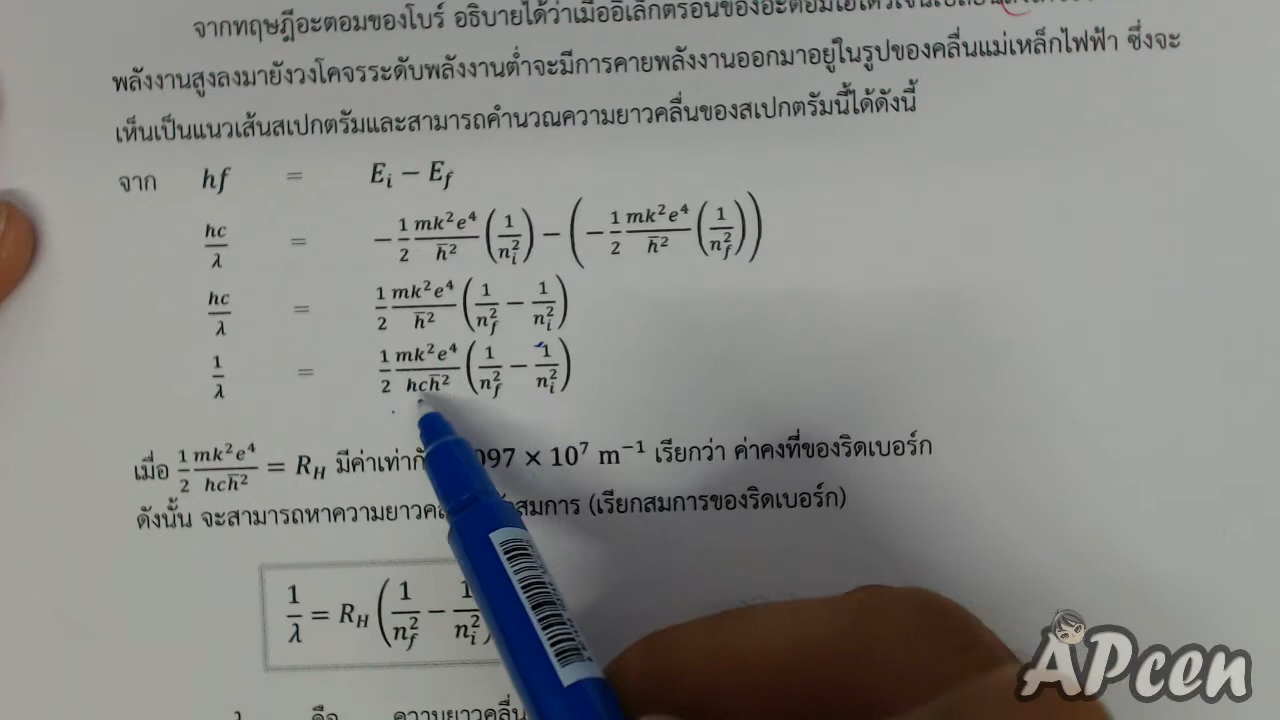 จากทฤษฎีอะตอมของโบร์ อธิบายได้ว่าเมื่ออิเล็กตรอนของอะตอมไฮโดรเจน
พลังงานสูงลงมายังวงโคจรระดับพลังงานต่ำจะมีการคายพลังงานออกมาอยู่ในรูปของคลื่นแม่เหล็กไฟฟ้า ซึ่งจะ
เห็นเป็นแนวเส้นสเปกตรัมและสามารถคำนวณความยาวคลื่นของสเปกตรัมนี้ได้ดังนี้
จาก hf = E_i − E_f
hc/λ = −1/2 mk²e⁴/ħ² (1/n_i²) − (−1/2 mk²e⁴/ħ² (1/n_f²))
hc/λ = 1/2 mk²e⁴/ħ² (1/n_f² − 1/n_i²)
1/λ = 1/2 mk²e⁴/hcħ² (1/n_f² − 1/n_i²)
เมื่อ 1/2 mk²e⁴/hcħ² = R_H มีค่าเท่ากั 097 × 10⁷ m⁻¹ เรียกว่า ค่าคงที่ของริดเบอร์ก
ดังนั้น จะสามารถหาความยาวคลื สมการ (เรียกสมการของริดเบอร์ก)
1/λ = R_H (1/n_f² − 1/n_i²)
λ คือ ความยาวคลื่น
APcen